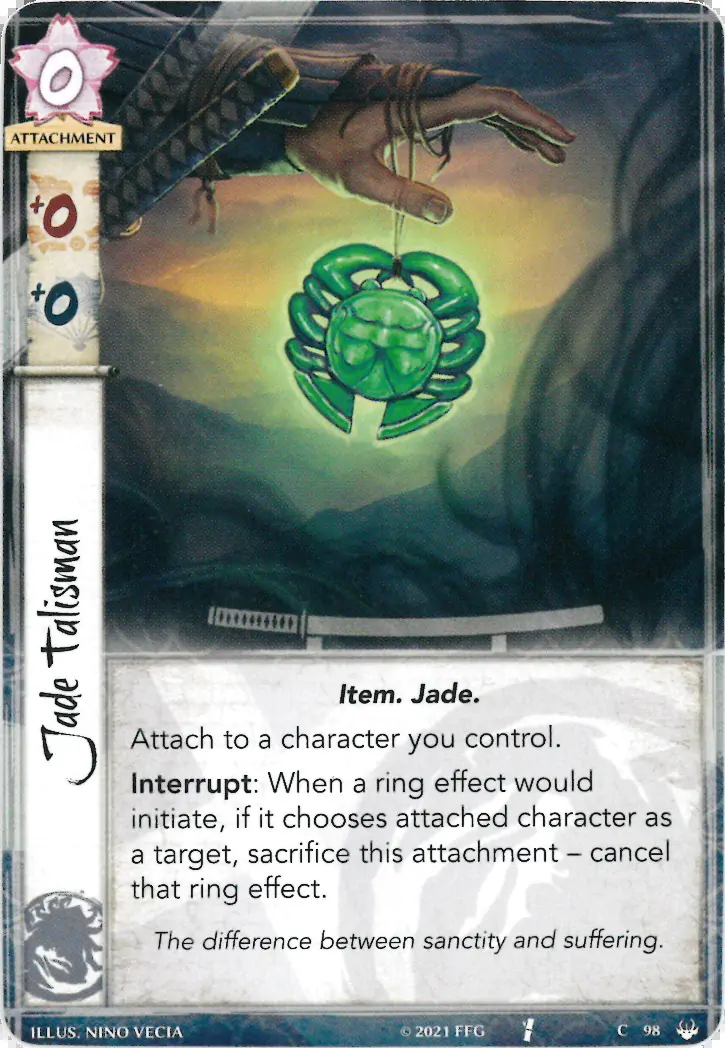 0
ATTACHMENT
+0
+0
Jade Talisman
Item. Jade.
Attach to a character you control.
Interrupt: When a ring effect would
initiate, if it chooses attached character as
a target, sacrifice this attachment – cancel
that ring effect.
The difference between sanctity and suffering.
ILLUS. NINO VECIA
© 2021 FFG
C 98